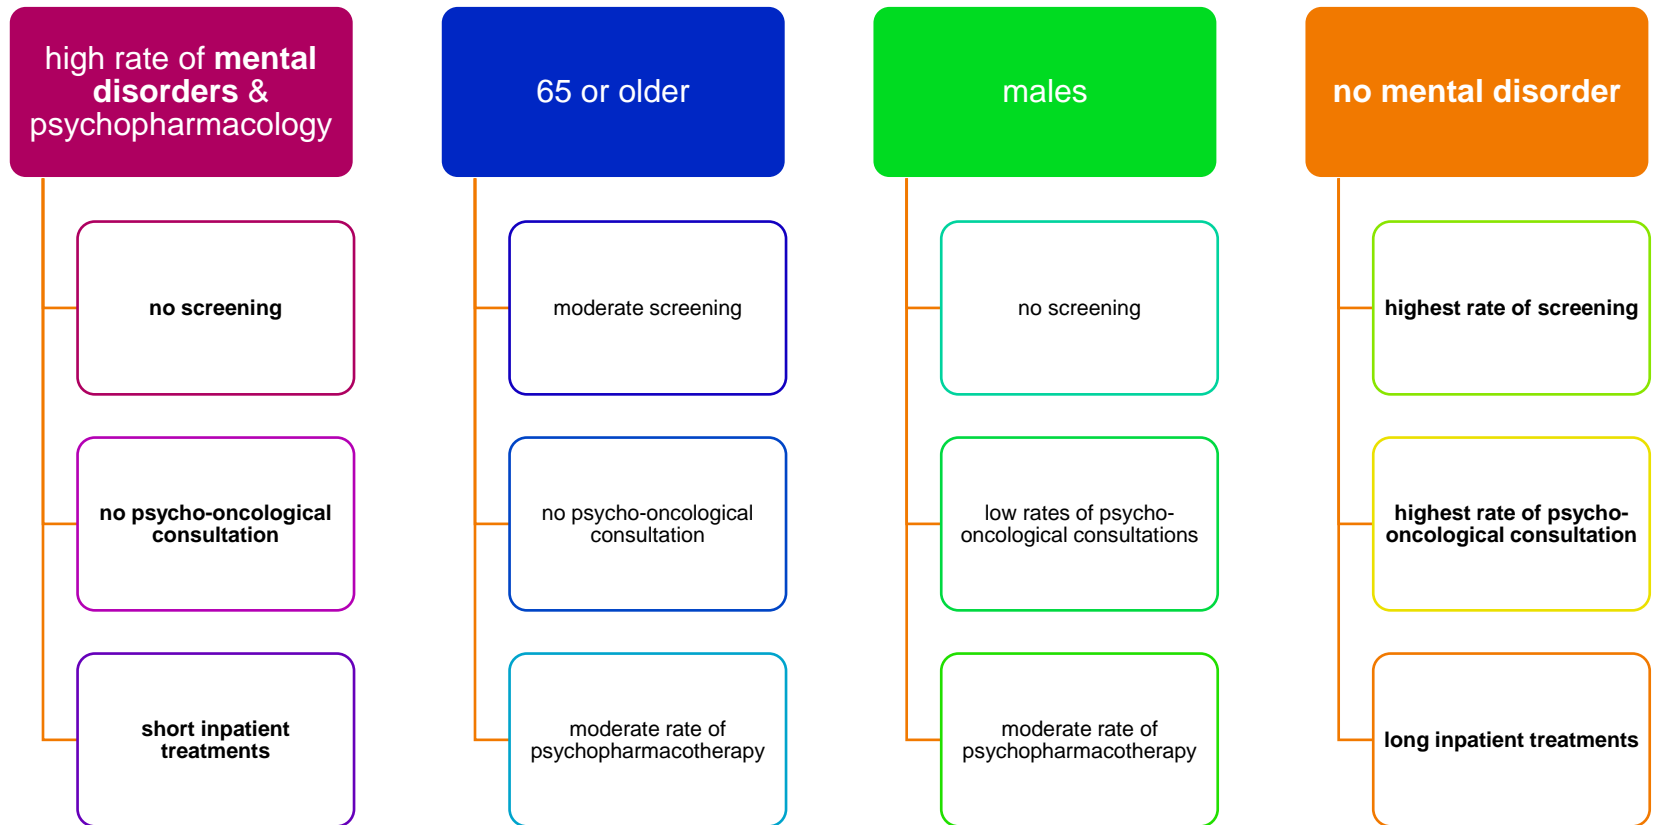 high rate of mental
disorders &
psychopharmacology
no screening
no psycho-oncological
consultation
short inpatient
treatments
65 or older
moderate screening
no psycho-oncological
consultation
moderate rate of
psychopharmacotherapy
males
no screening
low rates of psycho-
oncological consultations
moderate rate of
psychopharmacotherapy
no mental disorder
highest rate of screening
highest rate of psycho-
oncological consultation
long inpatient treatments